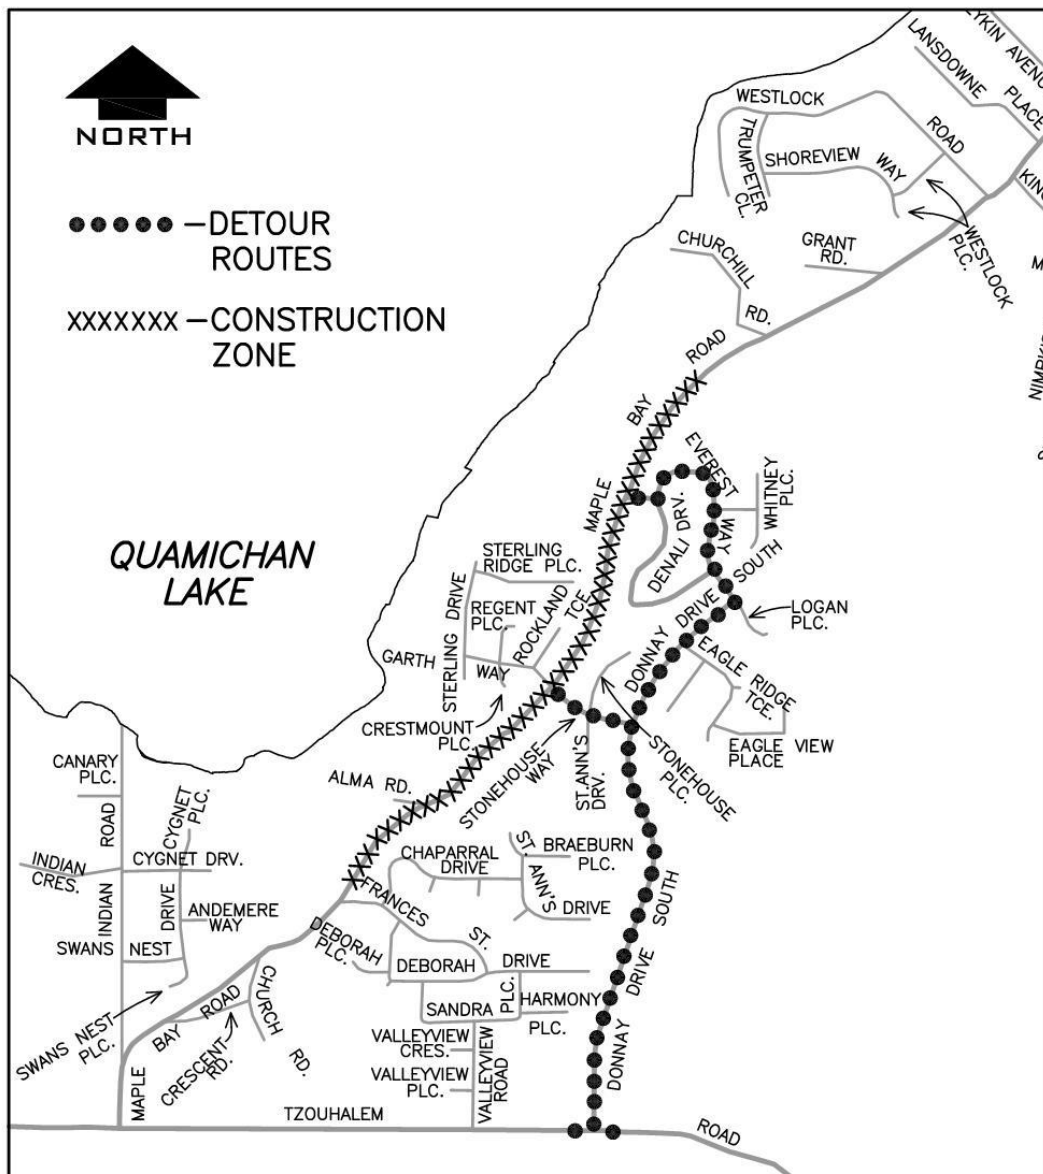 NORTH
–DETOUR
ROUTES
XXXXXXX –CONSTRUCTION
ZONE
QUAMICHAN
LAKE
LANSDOWNE
PLACE
WESTLOCK
ROAD
TRUMPETER
CL.
SHOREVIEW
WAY
WESTLOCK
PLC.
GRANT
RD.
CHURCHILL
RD.
MAPLE
BAY
ROAD
EVEREST
WAY
WHITNEY
PLC.
DENALI DRV.
LOGAN
PLC.
DONNAY DRIVE SOUTH
EAGLE RIDGE
TCE.
EAGLE VIEW
PLACE
STERLING
RIDGE PLC.
STERLING DRIVE
REGENT
PLC.
ROCKLAND
TCE.
GARTH
WAY
CRESTMOUNT
PLC.
STONEHOUSE
WAY
ST.ANN'S
DRV.
STONEHOUSE
PLC.
ALMA RD.
CANARY
PLC.
CYGNET
PLC.
INDIAN
CRES.
CYGNET DRV.
INDIAN
ROAD
ANDEMERE
WAY
SWANS
NEST
DRIVE
SWANS NEST
PLC.
CHAPARRAL
DRIVE
ST.
ANN'S
DRIVE
BRAEBURN
PLC.
FRANCES
ST.
DEBORAH
PLC.
DEBORAH
DRIVE
SANDRA
PLC.
HARMONY
PLC.
VALLEYVIEW
CRES.
VALLEYVIEW
PLC.
VALLEYVIEW
ROAD
DONNAY
DRIVE
SOUTH
CHURCH
RD.
CRESCENT
RD.
MAPLE
BAY
ROAD
TZOUHALEM
ROAD